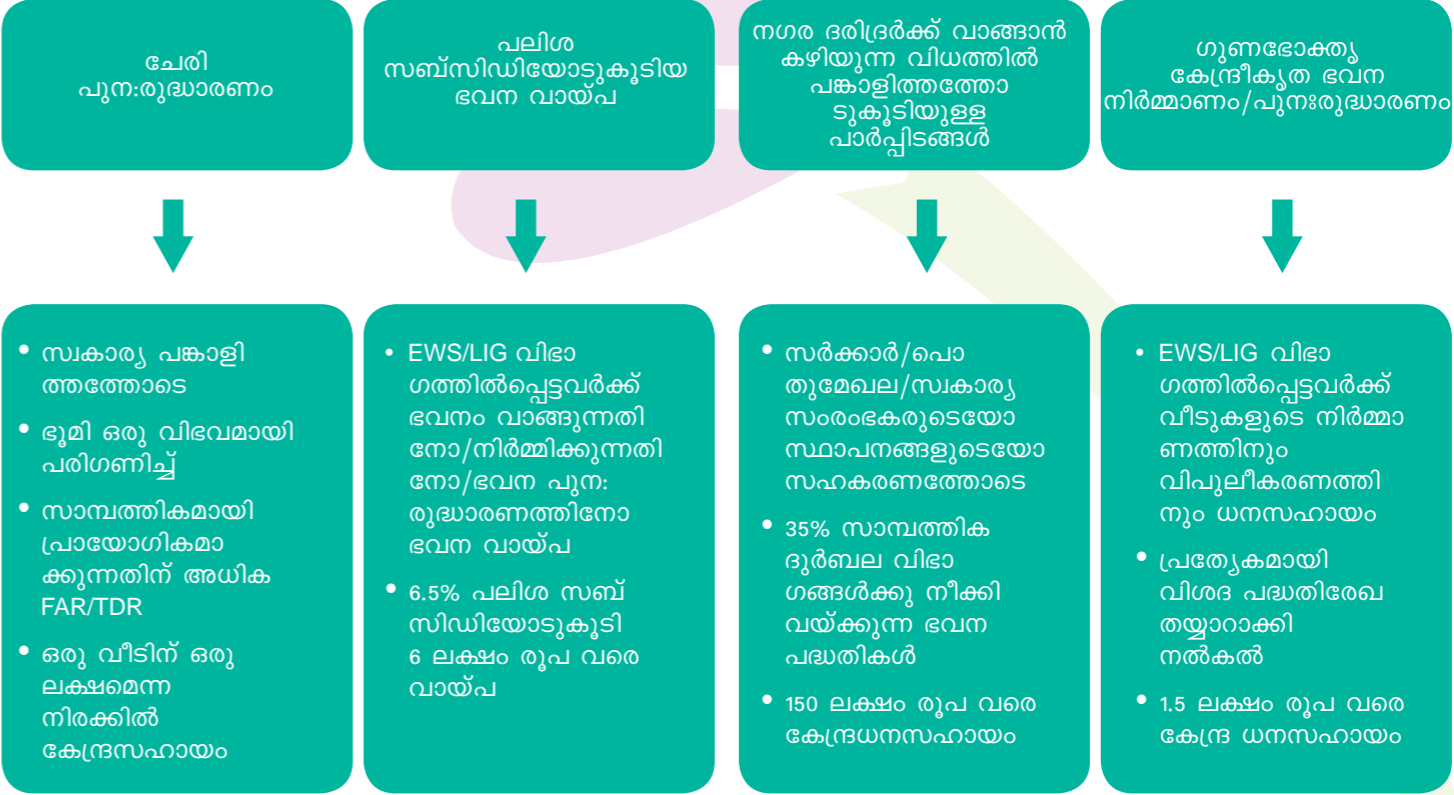 ചേരി
പുന:രുദ്ധാരണം
പലിശ
സബ്സിഡിയോടുകൂടിയ
ഭവന വായ്പ
നഗര ദരിദ്രർക്ക് വാങ്ങാൻ
കഴിയുന്ന വിധത്തിൽ
പങ്കാളിത്തത്തോ
ടുകൂടിയുള്ള
പാർപ്പിടങ്ങൾ
ഗുണഭോക്തൃ
കേന്ദ്രീകൃത ഭവന
നിർമ്മാണം/പുനഃരുദ്ധാരണം
• സ്വകാര്യ പങ്കാളി
ത്തത്തോടെ
• ഭൂമി ഒരു വിഭവമായി
പരിഗണിച്ച്
• സാമ്പത്തികമായി
പ്രായോഗികമാ
ക്കുന്നതിന് അധിക
FAR/TDR
• ഒരു വീടിന് ഒരു
ലക്ഷമെന്ന
നിരക്കിൽ
കേന്ദ്രസഹായം
• EWS/LIG വിഭാ
ഗത്തിൽപ്പെട്ടവർക്ക്
ഭവനം വാങ്ങുന്നതി
നോ/നിർമ്മിക്കുന്നതി
നോ/ഭവന പുന:
രുദ്ധാരണത്തിനോ
ഭവന വായ്പ
• 6.5% പലിശ സബ്
സിഡിയോടുകൂടി
6 ലക്ഷം രൂപ വരെ
വായ്പ
• സർക്കാർ/പൊ
തുമേഖല/സ്വകാര്യ
സംരംഭകരുടെയോ
സ്ഥാപനങ്ങളുടെയോ
സഹകരണത്തോടെ
• 35% സാമ്പത്തിക
ദുർബല വിഭാ
ഗങ്ങൾക്കു നീക്കി
വയ്ക്കുന്ന ഭവന
പദ്ധതികൾ
• 150 ലക്ഷം രൂപ വരെ
കേന്ദ്രധനസഹായം
• EWS/LIG വിഭാ
ഗത്തിൽപ്പെട്ടവർക്ക്
വീടുകളുടെ നിർമ്മാ
ണത്തിനും
വിപുലീകരണത്തി
നും ധനസഹായം
• പ്രത്യേകമായി
വിശദ പദ്ധതിരേഖ
തയ്യാറാക്കി
നൽകൽ
• 1.5 ലക്ഷം രൂപ വരെ
കേന്ദ്ര ധനസഹായം